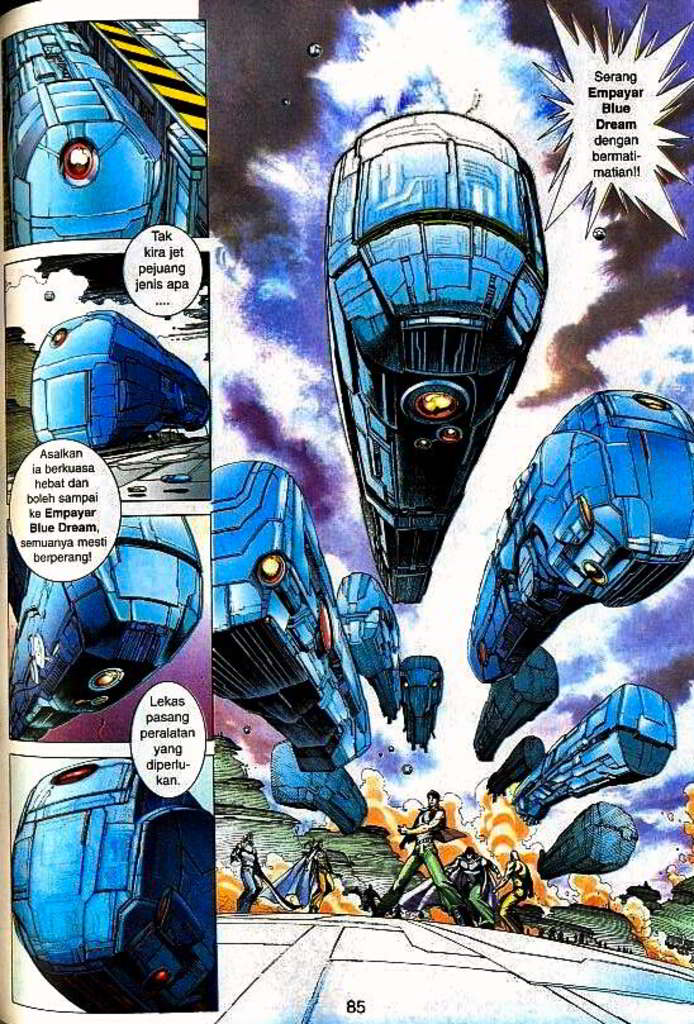 Tak
kira jet
pejuang
jenis apa
....
Asalkan
ia berkuasa
hebat dan
boleh sampai
ke Empayar
Blue Dream,
semuanya mesti
berperang!
Lekas
pasang
peralatan
yang
diperlu-
kan.
Serang
Empayar
Blue
Dream
dengan
bermati-
matian!!
85